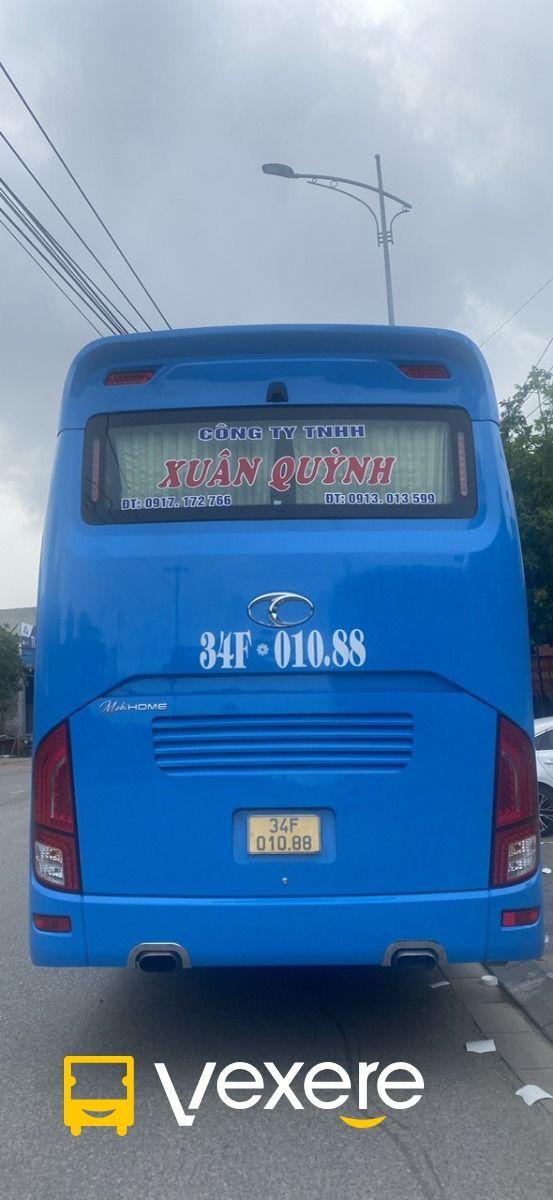 CÔNG TY TNHH
XUÂN QUỲNH
ĐT: 0917. 172 766 ĐT: 0913. 013 599
34F 010.88
MobiHOME
34F
010.88
vexere